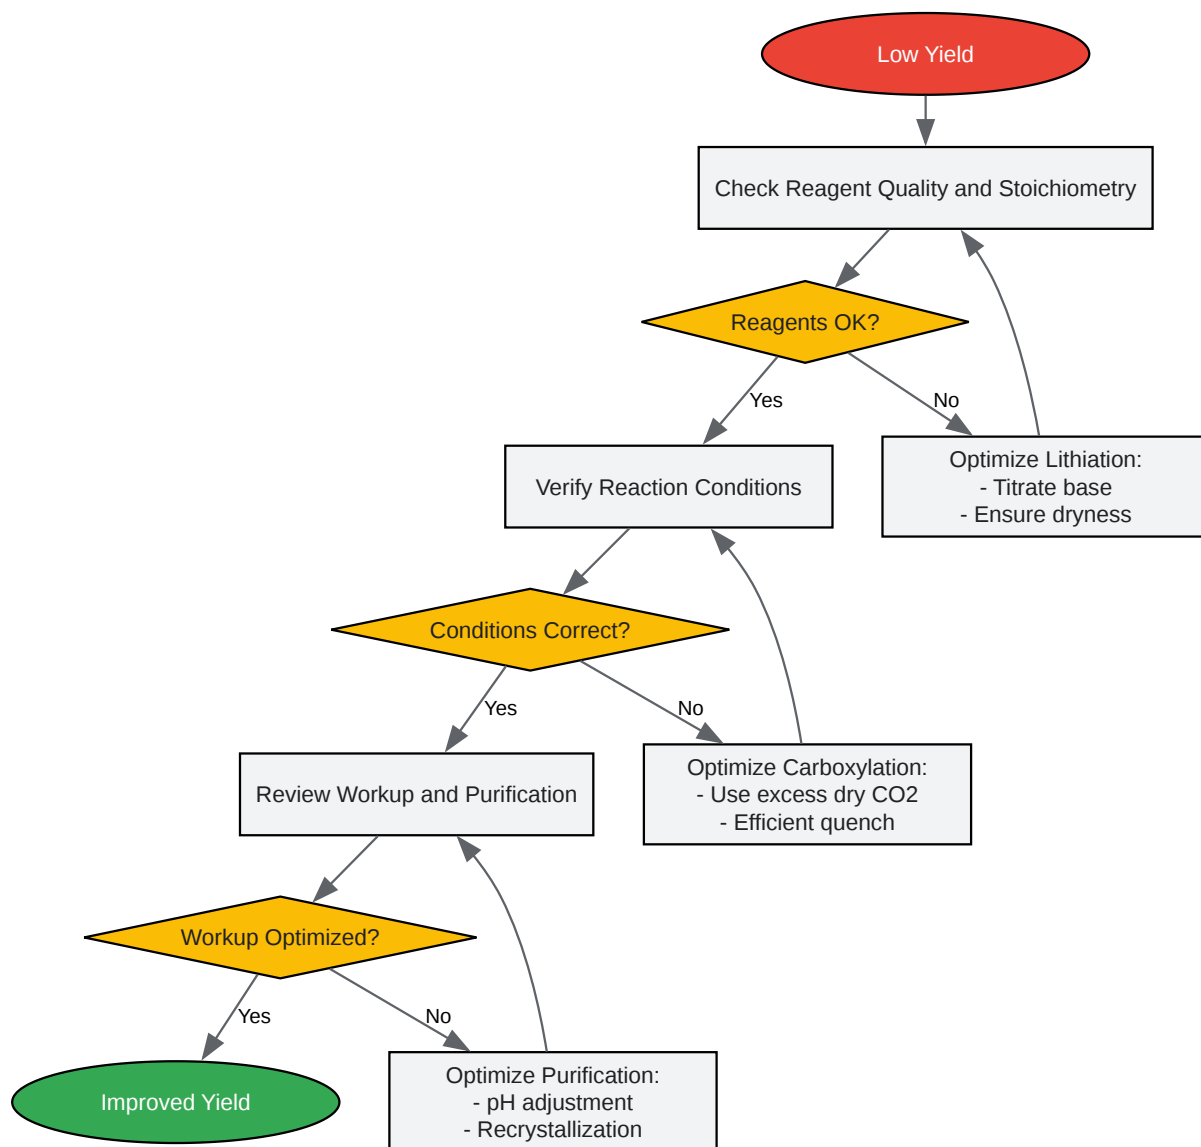 Low Yield
Check Reagent Quality and Stoichiometry
Reagents OK?
Yes
No
Optimize Lithiation:
- Titrate base
- Ensure dryness
Verify Reaction Conditions
Conditions Correct?
Yes
No
Optimize Carboxylation:
- Use excess dry CO2
- Efficient quench
Review Workup and Purification
Workup Optimized?
Yes
No
Optimize Purification:
- pH adjustment
- Recrystallization
Improved Yield